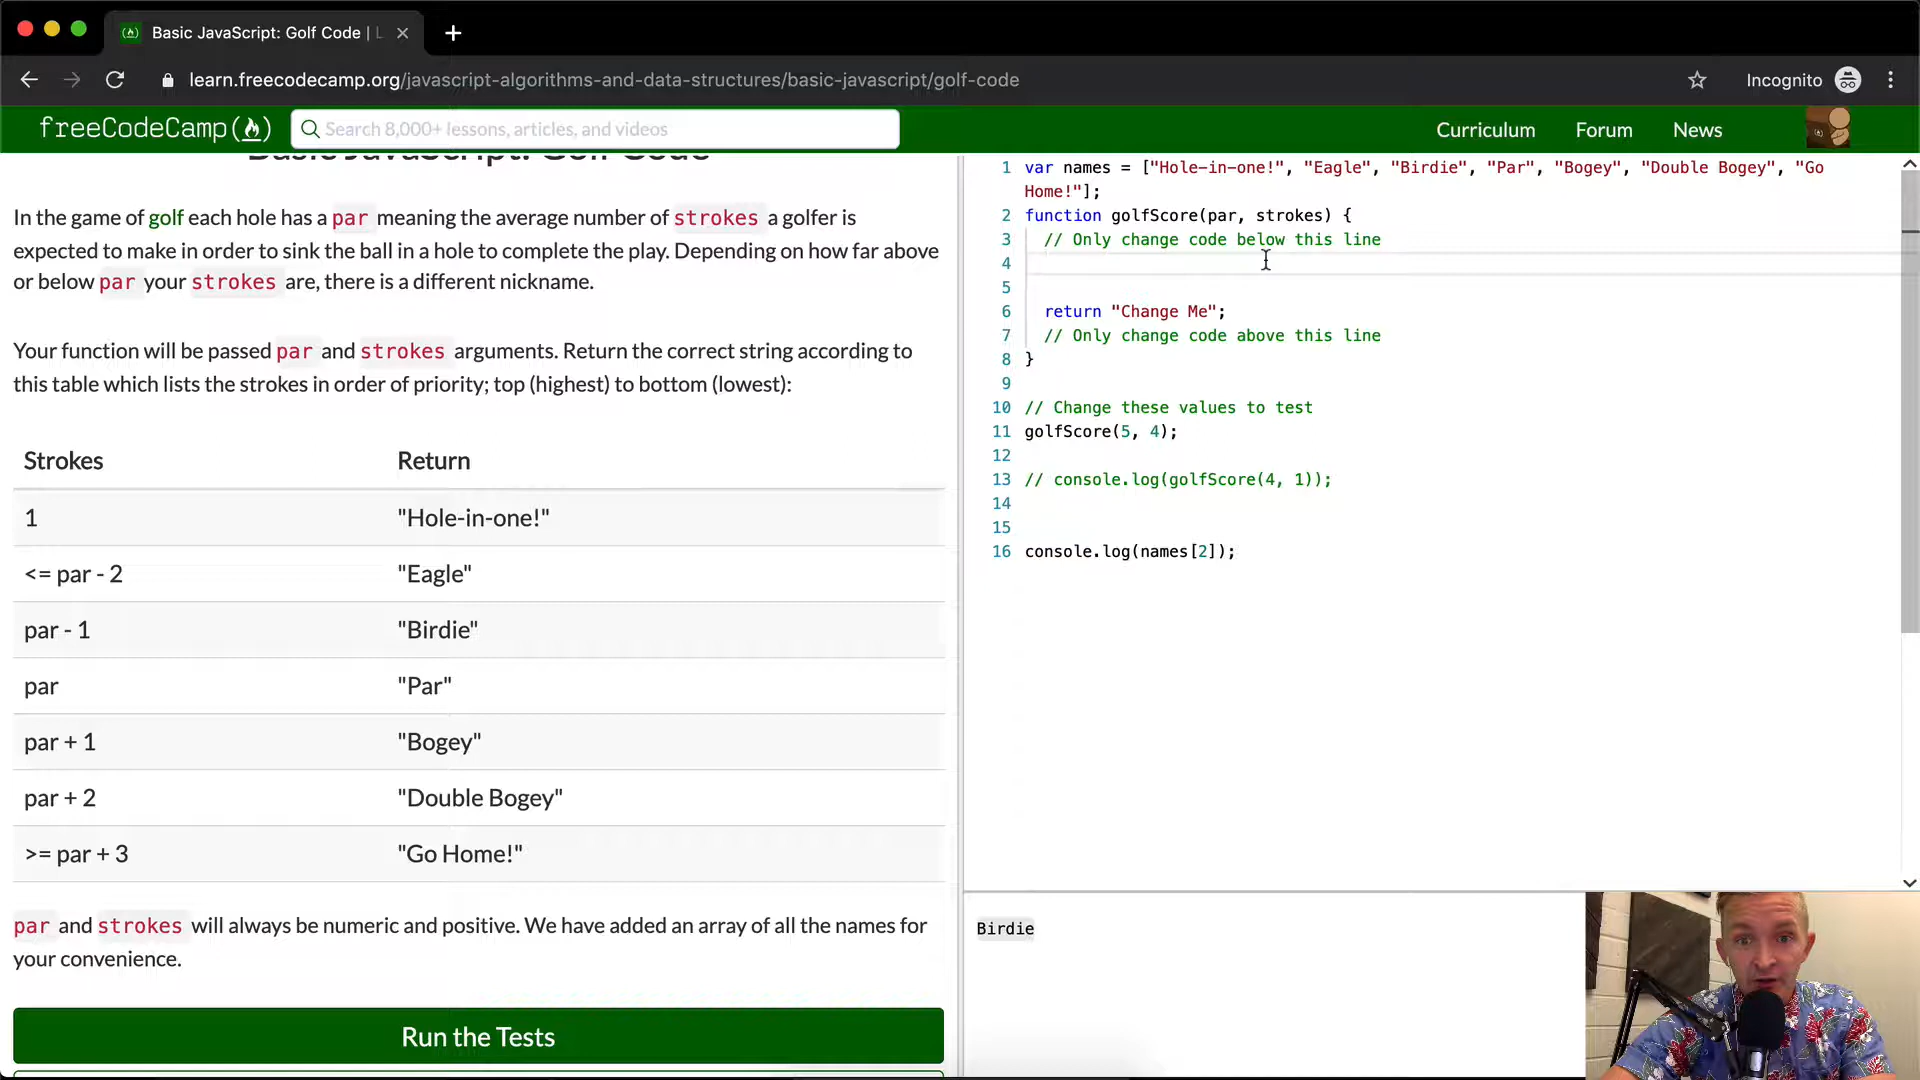 Basic JavaScript: Golf Code | L
learn.freecodecamp.org/javascript-algorithms-and-data-structures/basic-javascript/golf-code
Incognito
freeCodeCamp(🔥)
Search 8,000+ lessons, articles, and videos
Curriculum
Forum
News
Basic JavaScript: Golf Code
In the game of golf each hole has a par meaning the average number of strokes a golfer is
expected to make in order to sink the ball in a hole to complete the play. Depending on how far above
or below par your strokes are, there is a different nickname.
Your function will be passed par and strokes arguments. Return the correct string according to
this table which lists the strokes in order of priority; top (highest) to bottom (lowest):
Strokes Return
1 "Hole-in-one!"
<= par - 2 "Eagle"
par - 1 "Birdie"
par "Par"
par + 1 "Bogey"
par + 2 "Double Bogey"
>= par + 3 "Go Home!"
par and strokes will always be numeric and positive. We have added an array of all the names for
your convenience.
Run the Tests
1 var names = ["Hole-in-one!", "Eagle", "Birdie", "Par", "Bogey", "Double Bogey", "Go
Home!"];
2 function golfScore(par, strokes) {
3 // Only change code below this line
4
5
6 return "Change Me";
7 // Only change code above this line
8 }
9
10 // Change these values to test
11 golfScore(5, 4);
12
13 // console.log(golfScore(4, 1));
14
15
16 console.log(names[2]);
Birdie